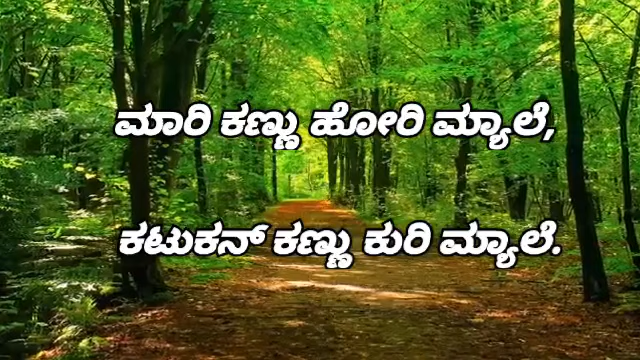 ಮಾರಿ ಕಣ್ಣು ಹೋರಿ ಮ್ಯಾಲೆ,
ಕಟುಕನ್ ಕಣ್ಣು ಕುರಿ ಮ್ಯಾಲೆ.